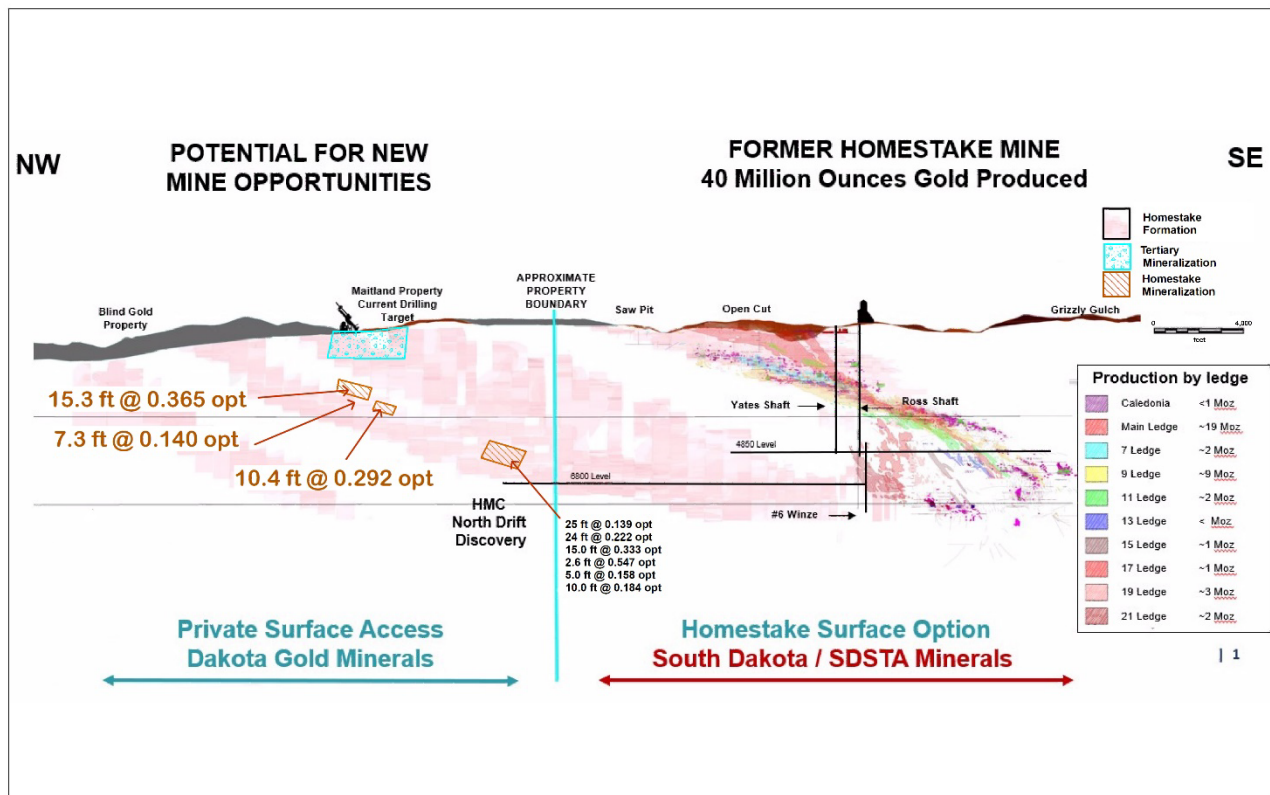 NW
POTENTIAL FOR NEW
MINE OPPORTUNITIES
FORMER HOMESTAKE MINE
40 Million Ounces Gold Produced
SE
Homestake
Formation
Tertiary
Mineralization
Homestake
Mineralization
0 4,000
feet
Blind Gold
Property
Maitland Property
Current Drilling
Target
APPROXIMATE
PROPERTY
BOUNDARY
Saw Pit
Open Cut
Grizzly Gulch
15.3 ft @ 0.365 opt
7.3 ft @ 0.140 opt
10.4 ft @ 0.292 opt
Yates Shaft
Ross Shaft
4850 Level
6800 Level
#6 Winze
HMC
North Drift
Discovery
25 ft @ 0.139 opt
24 ft @ 0.222 opt
15.0 ft @ 0.333 opt
2.6 ft @ 0.547 opt
5.0 ft @ 0.158 opt
10.0 ft @ 0.184 opt
Production by ledge
Caledonia <1 Moz
Main Ledge ~19 Moz
7 Ledge ~2 Moz
9 Ledge ~9 Moz
11 Ledge ~2 Moz
13 Ledge < Moz
15 Ledge ~1 Moz
17 Ledge ~1 Moz
19 Ledge ~3 Moz
21 Ledge ~2 Moz
Private Surface Access
Dakota Gold Minerals
Homestake Surface Option
South Dakota / SDSTA Minerals
| 1